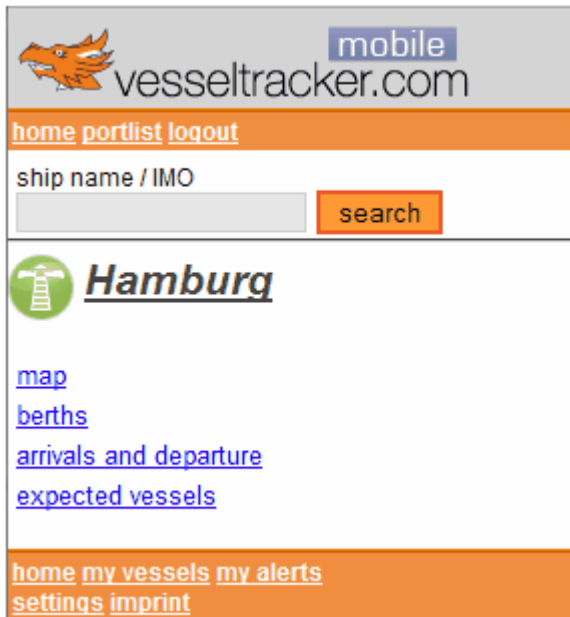 mobile
vesseltracker.com
home portlist logout
ship name / IMO
search
Hamburg
map
berths
arrivals and departure
expected vessels
home my vessels my alerts
settings imprint